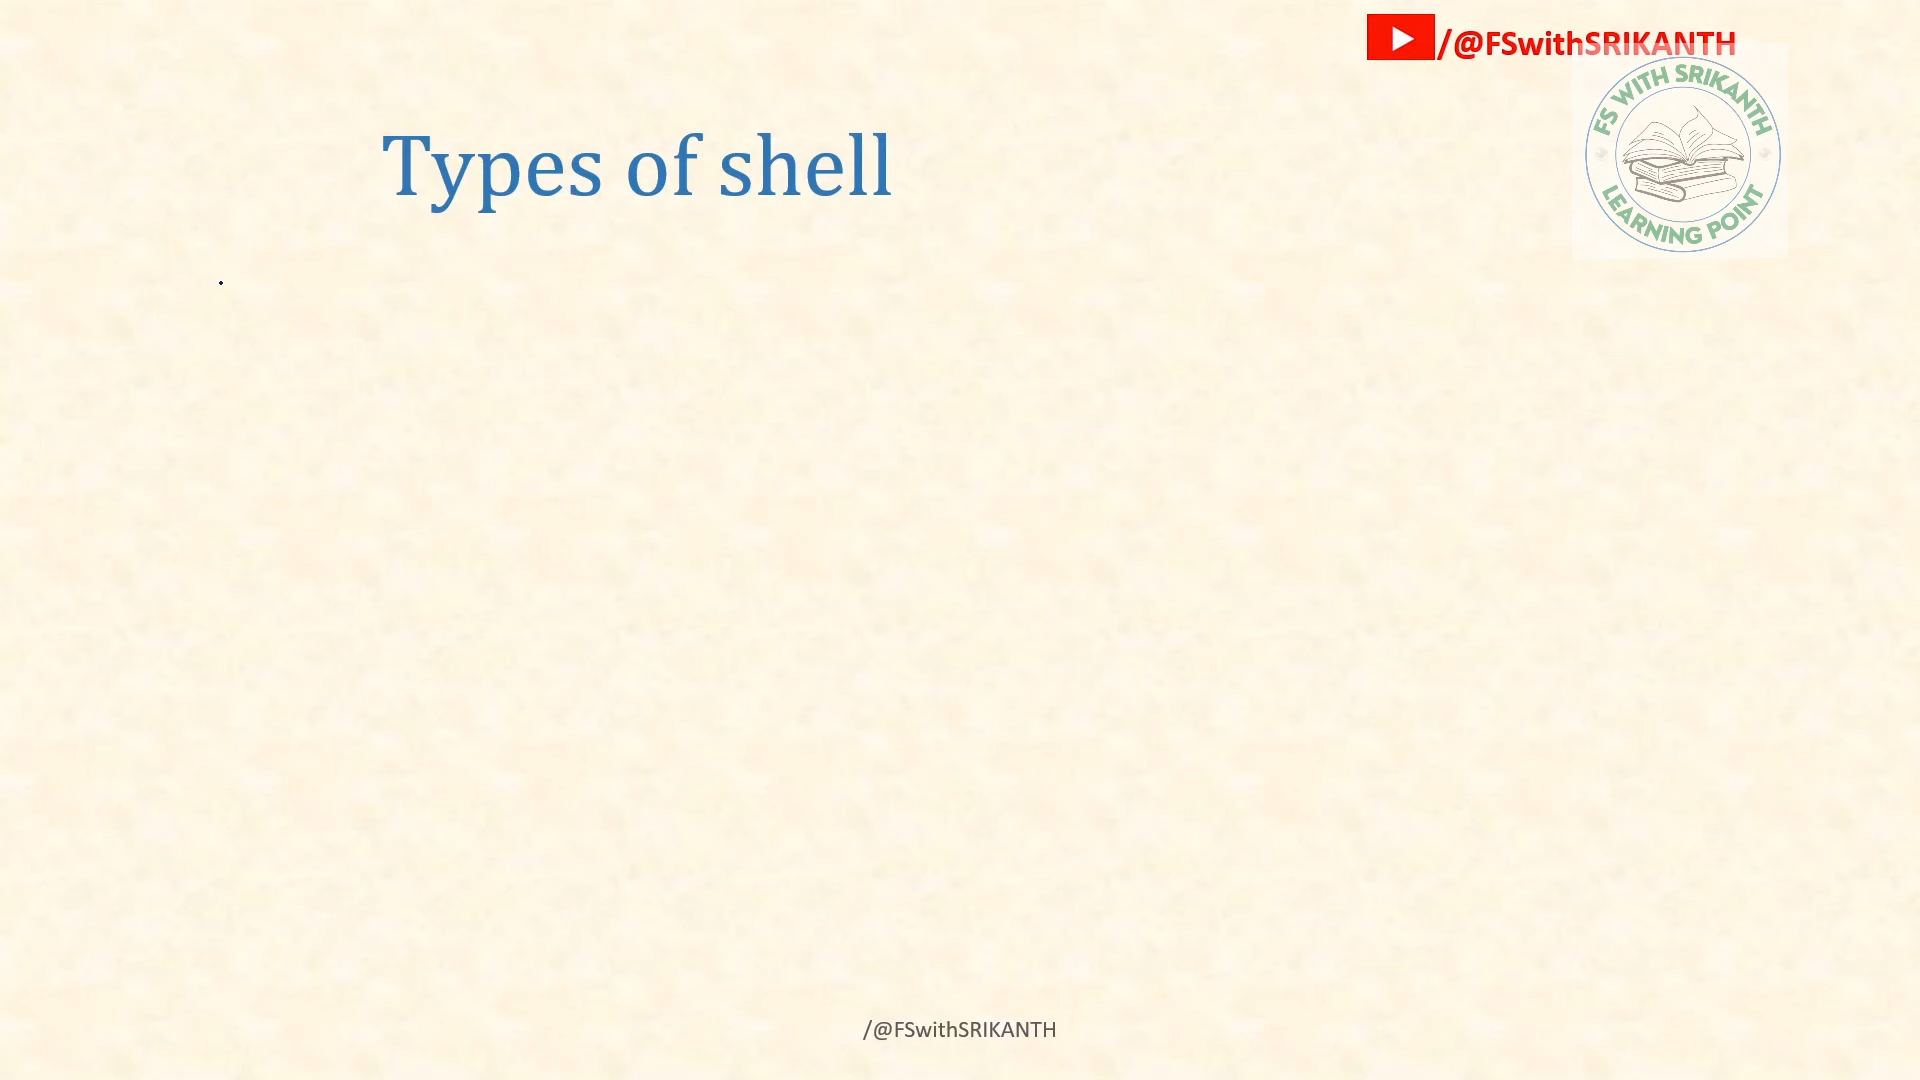 /@FSwithSRIKANTH
FS WITH SRIKANTH
LEARNING POINT
Types of shell
/@FSwithSRIKANTH